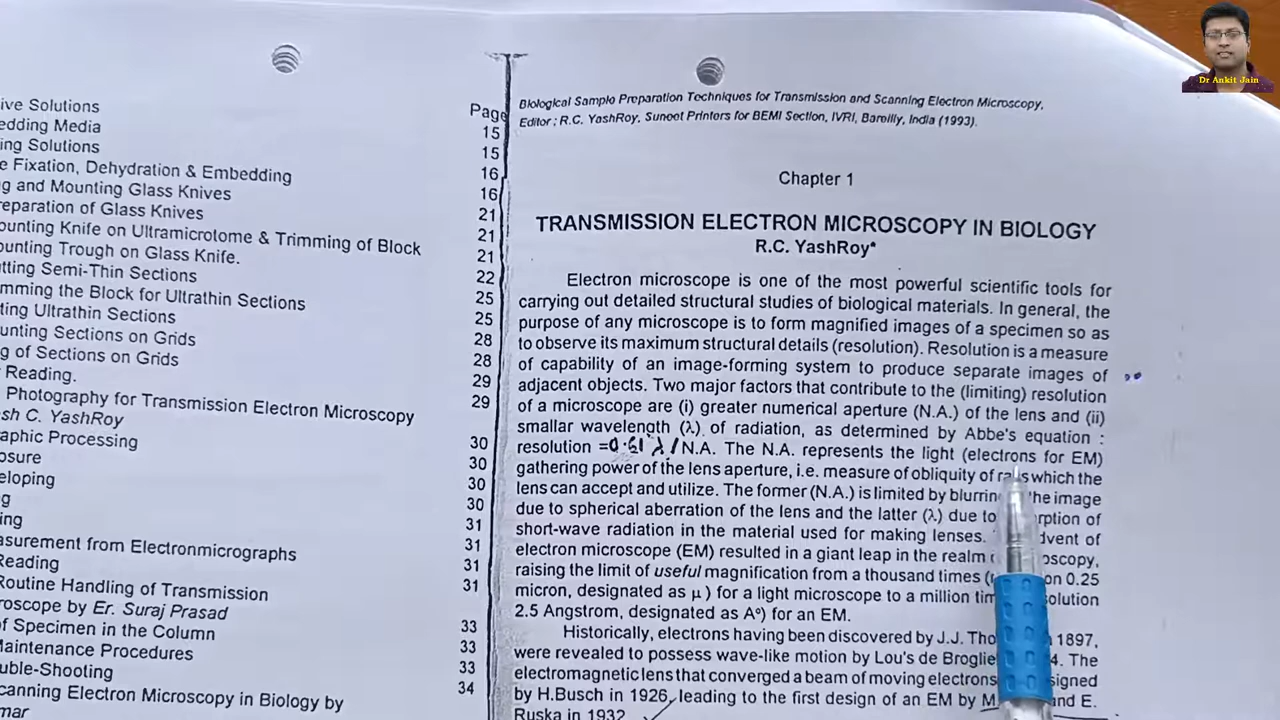 ive Solutions
edding Media
ing Solutions
e Fixation, Dehydration & Embedding
g and Mounting Glass Knives
reparation of Glass Knives
ounting Knife on Ultramicrotome & Trimming of Block
ounting Trough on Glass Knife.
tting Semi-Thin Sections
mming the Block for Ultrathin Sections
ting Ultrathin Sections
unting Sections on Grids
g of Sections on Grids
Reading.
Photography for Transmission Electron Microscopy
sh C. YashRoy
aphic Processing
osure
eloping
g
ing
asurement from Electronmicrographs
Reading
Routine Handling of Transmission
roscope by Er. Suraj Prasad
of Specimen in the Column
Maintenance Procedures
uble-Shooting
canning Electron Microscopy in Biology by
mar
Page
15
15
16
16
21
21
21
22
25
25
28
28
29
29
30
30
30
30
31
31
31
31
33
33
33
34
Biological Sample Preparation Techniques for Transmission and Scanning Electron Microscopy,
Editor ; R.C. YashRoy, Suneet Printers for BEMI Section, IVRI, Bareilly, India (1993).
Chapter 1
TRANSMISSION ELECTRON MICROSCOPY IN BIOLOGY
R.C. YashRoy*
Electron microscope is one of the most powerful scientific tools for
carrying out detailed structural studies of biological materials. In general, the
purpose of any microscope is to form magnified images of a specimen so as
to observe its maximum structural details (resolution). Resolution is a measure
of capability of an image-forming system to produce separate images of
adjacent objects. Two major factors that contribute to the (limiting) resolution
of a microscope are (i) greater numerical aperture (N.A.) of the lens and (ii)
smallar wavelength (λ) of radiation, as determined by Abbe's equation :
resolution =0.61 λ/N.A. The N.A. represents the light (electrons for EM)
gathering power of the lens aperture, i.e. measure of obliquity of which the
lens can accept and utilize. The former (N.A.) is limited by blurrin he image
due to spherical aberration of the lens and the latter (λ) due to rption of
short-wave radiation in the material used for making lenses. dvent of
electron microscope (EM) resulted in a giant leap in the realm oscopy,
raising the limit of useful magnification from a thousand times on 0.25
micron, designated as μ ) for a light microscope to a million tim olution
2.5 Angstrom, designated as A°) for an EM.
Historically, electrons having been discovered by J.J. Tho 1897,
were revealed to possess wave-like motion by Lou's de Broglie 4. The
electromagnetic lens that converged a beam of moving electrons signed
by H.Busch in 1926, leading to the first design of an EM by M and E.
Ruska in 1932
Dr Ankit Jain